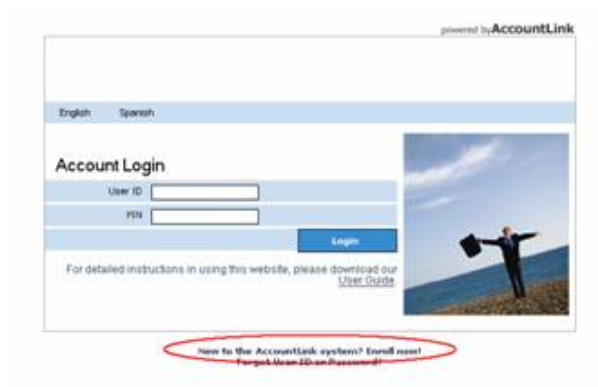 powered by AccountLink
English Spanish
Account Login
User ID
PIN
Login
For detailed instructions in using this website, please download our
User Guide
New to the AccountLink system? Enroll now!
Forgot User ID or Password?